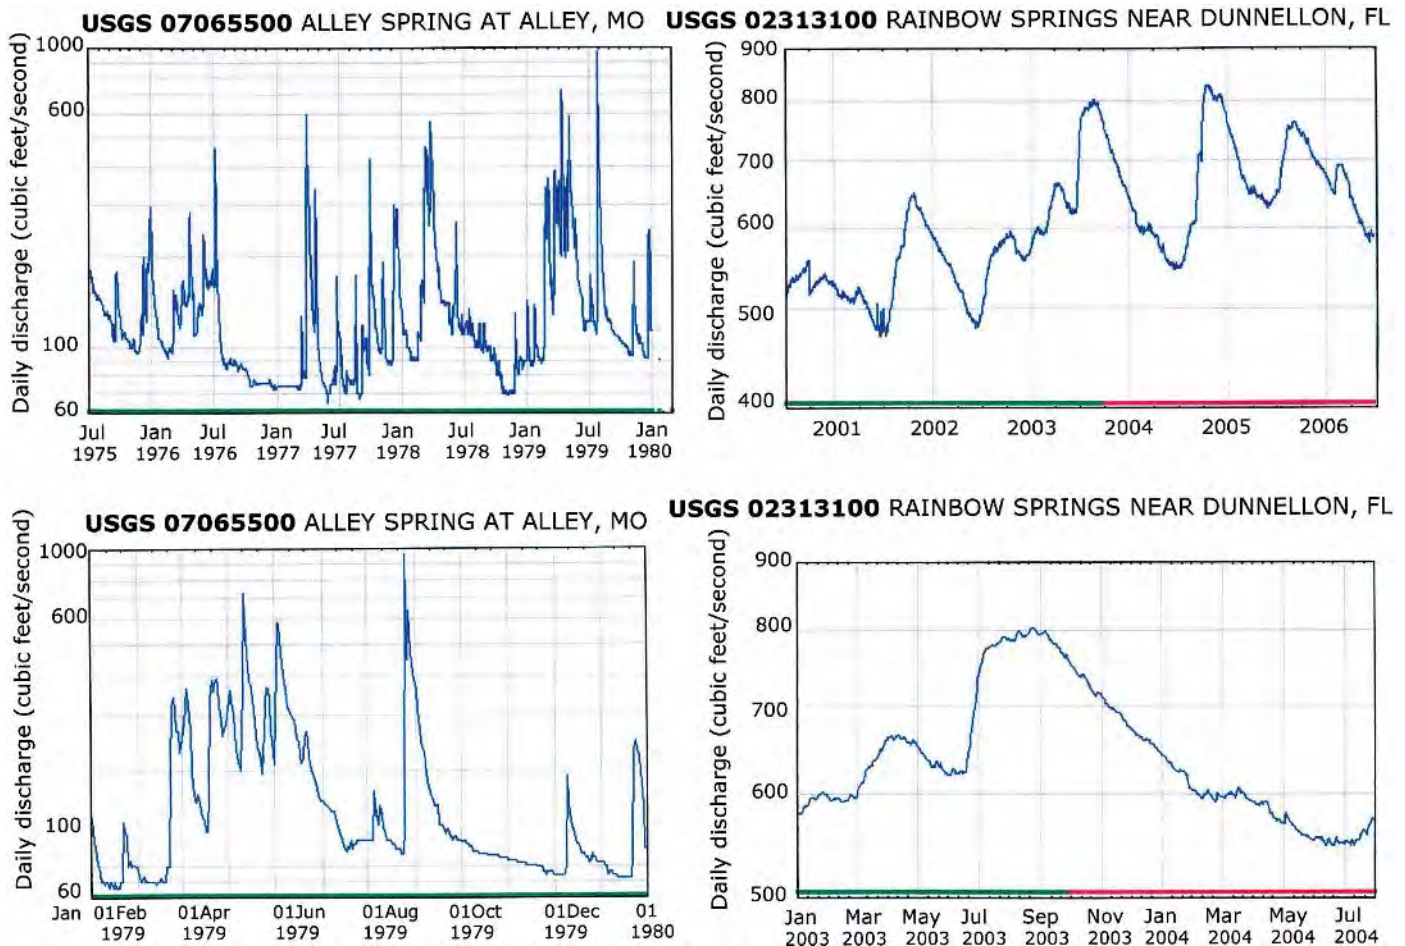 USGS 07065500 ALLEY SPRING AT ALLEY, MO
Daily discharge (cubic feet/second)
1000
600
100
60
Jul Jan Jul Jan Jul Jan Jul Jan Jul Jan
1975 1976 1976 1977 1977 1978 1978 1979 1979 1980
USGS 02313100 RAINBOW SPRINGS NEAR DUNNELLON, FL
Daily discharge (cubic feet/second)
900
800
700
600
500
400
2001 2002 2003 2004 2005 2006
USGS 07065500 ALLEY SPRING AT ALLEY, MO
Daily discharge (cubic feet/second)
1000
600
100
60
Jan 01Feb 01Apr 01Jun 01Aug 01Oct 01Dec 01
1979 1979 1979 1979 1979 1979 1980
USGS 02313100 RAINBOW SPRINGS NEAR DUNNELLON, FL
Daily discharge (cubic feet/second)
900
800
700
600
500
Jan Mar May Jul Sep Nov Jan Mar May Jul
2003 2003 2003 2003 2003 2003 2004 2004 2004 2004